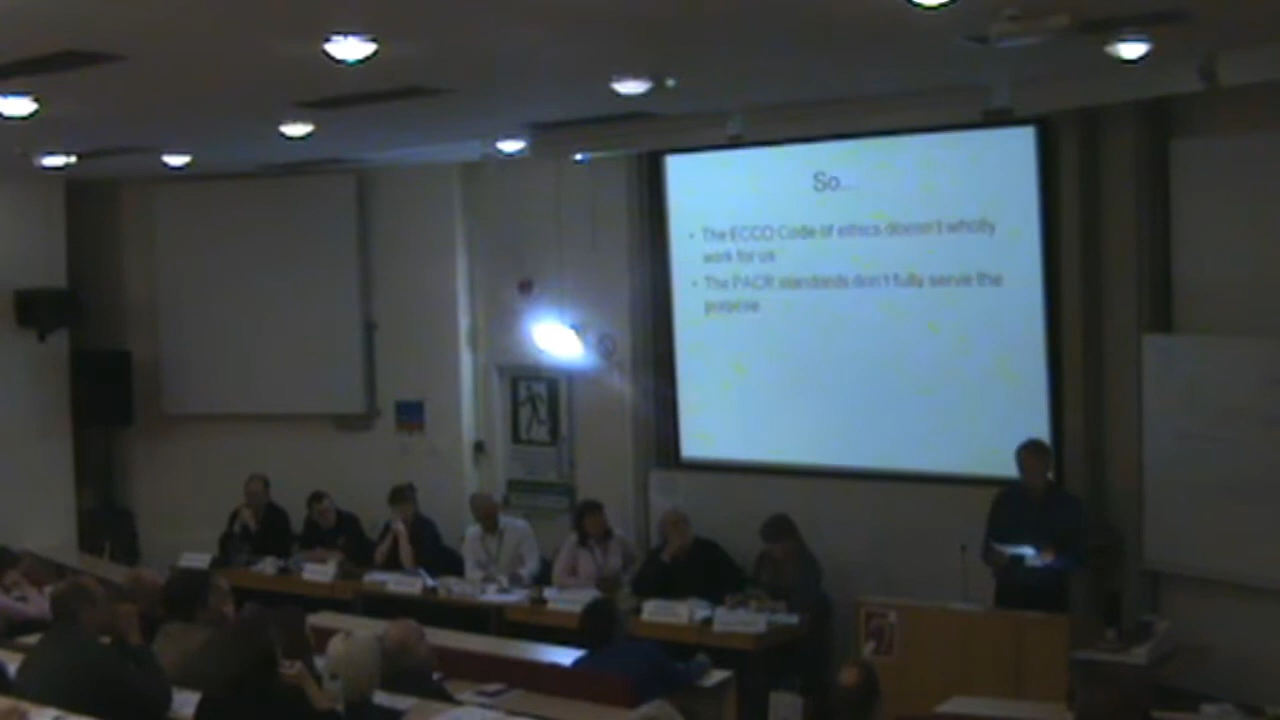 So...
• The ECCO Code of ethics doesn't wholly
work for us
• The PACR standards don't fully serve the
purpose